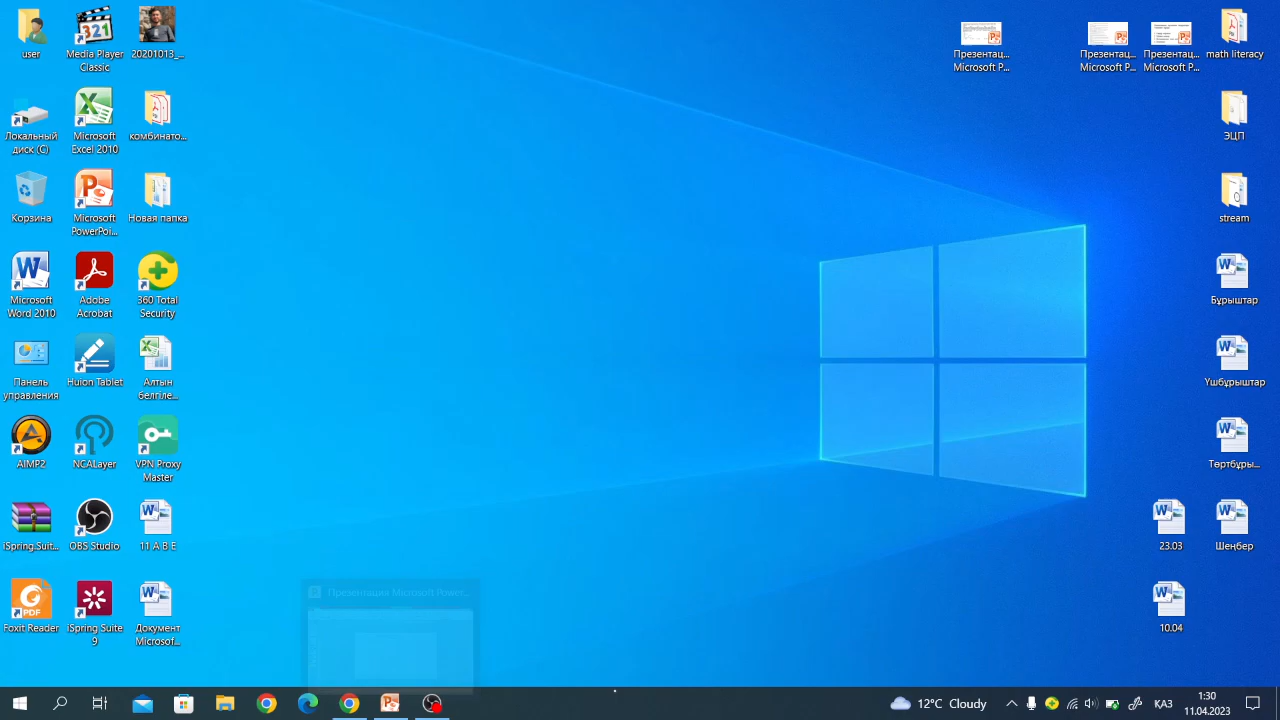 user
Media Player
Classic
20201013_...
Презентац...
Microsoft P...
Презентац...
Microsoft P...
Презентац...
Microsoft P...
math literacy
Локальный
диск (C)
Microsoft
Excel 2010
комбинато...
ЭЦП
Корзина
Microsoft
PowerPoi...
Новая папка
stream
Microsoft
Word 2010
Adobe
Acrobat
360 Total
Security
Бұрыштар
Панель
управления
Huion Tablet
Алтын
белгіле...
Үшбұрыштар
AIMP2
NCALayer
VPN Proxy
Master
Төртбұры...
iSpring.Suit...
OBS Studio
11 A B E
23.03
Шеңбер
Презентация Microsoft Power...
Foxit Reader
iSpring Suite
9
Документ
Microsof...
10.04
12°C Cloudy
ҚАЗ
1:30
11.04.2023